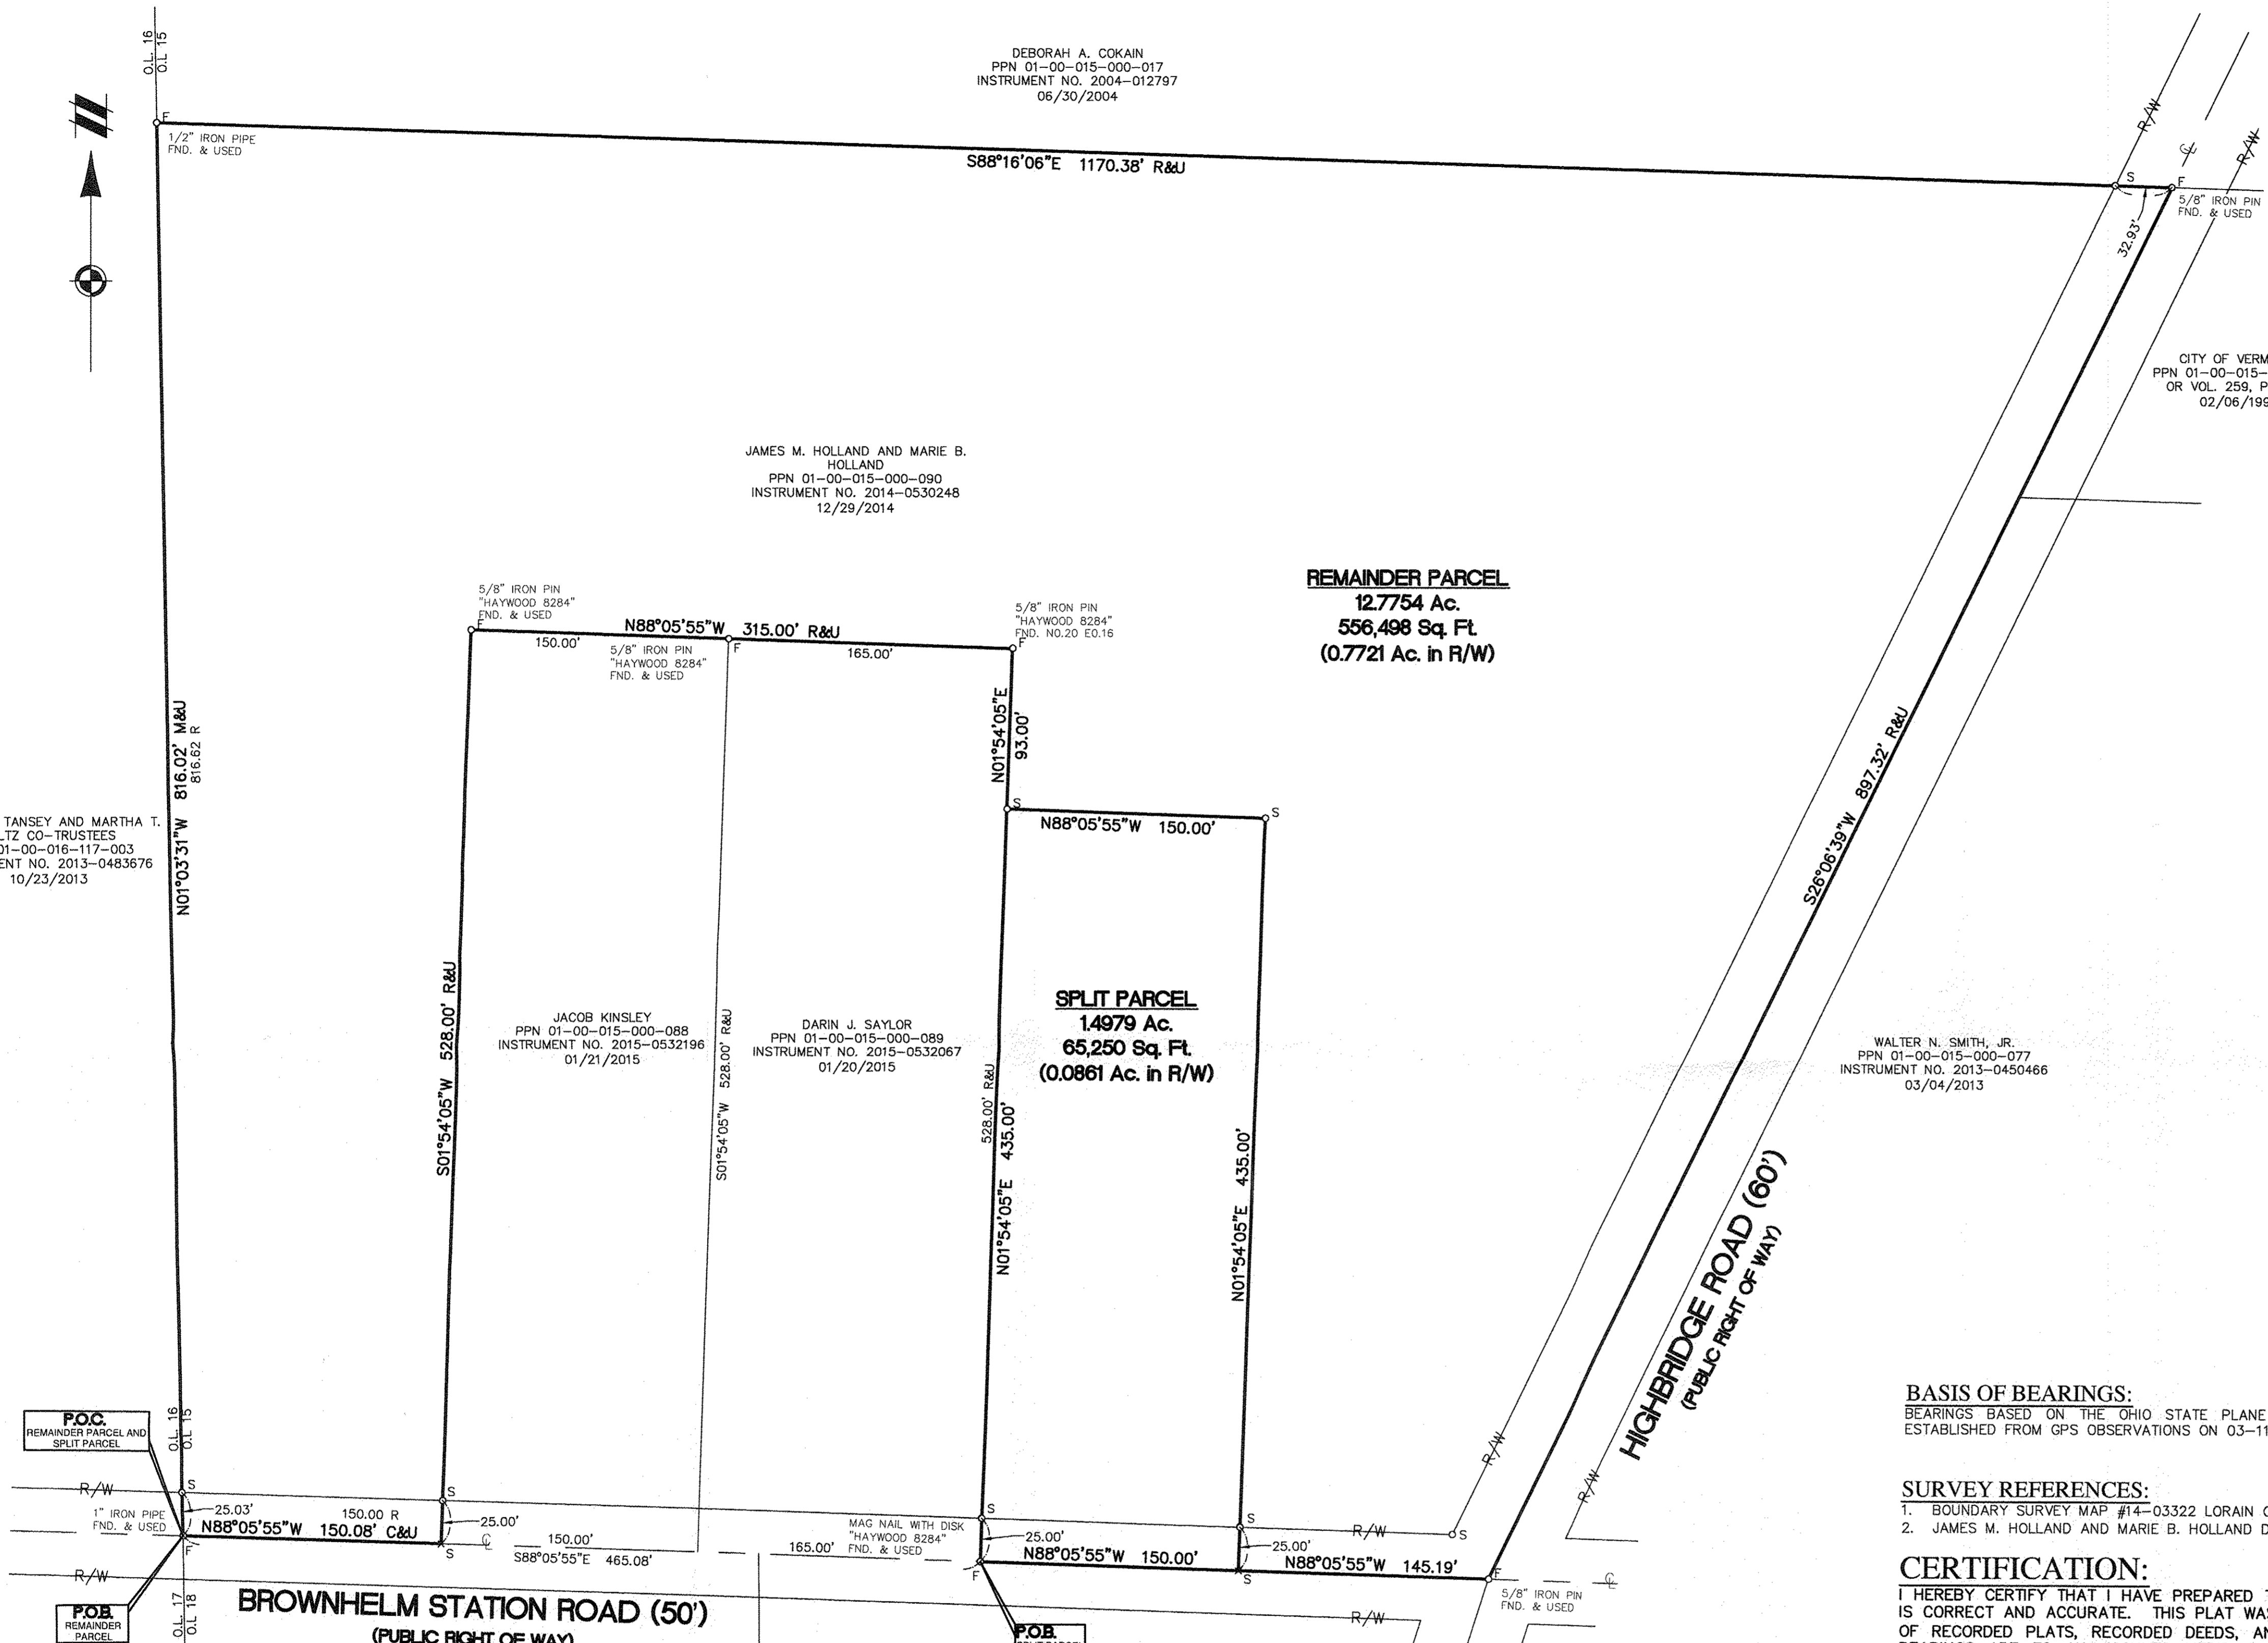 O.L. 16
O.L 15
DEBORAH A. COKAIN
PPN 01-00-015-000-017
INSTRUMENT NO. 2004-012797
06/30/2004
R/W
R/W
F
1/2" IRON PIPE
FND. & USED
S88°16'06"E 1170.38' R&U
S
F
5/8" IRON PIN
FND. & USED
32.93'
CITY OF VERM
PPN 01-00-015-
OR VOL. 259, P
02/06/199
JAMES M. HOLLAND AND MARIE B.
HOLLAND
PPN 01-00-015-000-090
INSTRUMENT NO. 2014-0530248
12/29/2014
REMAINDER PARCEL
12.7754 Ac.
556,498 Sq. Ft.
(0.7721 Ac. in R/W)
5/8" IRON PIN
"HAYWOOD 8284"
FND. & USED
F
N88°05'55"W 315.00' R&U
150.00'
165.00'
5/8" IRON PIN
"HAYWOOD 8284"
FND. & USED
F
5/8" IRON PIN
"HAYWOOD 8284"
FND. N0.20 E0.16
F
N01°54'05"E
93.00'
S
N88°05'55"W 150.00'
S
N01°03'31"W 816.02' M&U
816.62 R
S26°06'39"W 897.32' R&U
TANSEY AND MARTHA T.
LTZ CO-TRUSTEES
01-00-016-117-003
ENT NO. 2013-0483676
10/23/2013
S01°54'05"W 528.00' R&U
JACOB KINSLEY
PPN 01-00-015-000-088
INSTRUMENT NO. 2015-0532196
01/21/2015
S01°54'05"W 528.00' R&U
DARIN J. SAYLOR
PPN 01-00-015-000-089
INSTRUMENT NO. 2015-0532067
01/20/2015
528.00' R&U
N01°54'05"E 435.00'
SPLIT PARCEL
1.4979 Ac.
65,250 Sq. Ft.
(0.0861 Ac. in R/W)
N01°54'05"E 435.00'
WALTER N. SMITH, JR.
PPN 01-00-015-000-077
INSTRUMENT NO. 2013-0450466
03/04/2013
HIGHBRIDGE ROAD (60')
(PUBLIC RIGHT OF WAY)
R/W
R/W
BASIS OF BEARINGS:
BEARINGS BASED ON THE OHIO STATE PLANE
ESTABLISHED FROM GPS OBSERVATIONS ON 03-11
SURVEY REFERENCES:
1. BOUNDARY SURVEY MAP #14-03322 LORAIN
2. JAMES M. HOLLAND AND MARIE B. HOLLAND D
CERTIFICATION:
I HEREBY CERTIFY THAT I HAVE PREPARED
IS CORRECT AND ACCURATE. THIS PLAT WAS
OF RECORDED PLATS, RECORDED DEEDS, A
P.O.C.
REMAINDER PARCEL AND
SPLIT PARCEL
O.L. 16
O.L 15
R/W
S
S
S
S
R/W
S
1" IRON PIPE
FND. & USED
25.03'
150.00 R
N88°05'55"W 150.08' C&U
25.00'
F
S
150.00'
S88°05'55"E 465.08'
165.00'
MAG NAIL WITH DISK
"HAYWOOD 8284"
FND. & USED
25.00'
N88°05'55"W 150.00'
25.00'
N88°05'55"W 145.19'
F
S
F
5/8" IRON PIN
FND. & USED
R/W
R/W
P.O.B.
REMAINDER
PARCEL
O.L. 17
O.L 18
BROWNHELM STATION ROAD (50')
(PUBLIC RIGHT OF WAY)
P.O.B.